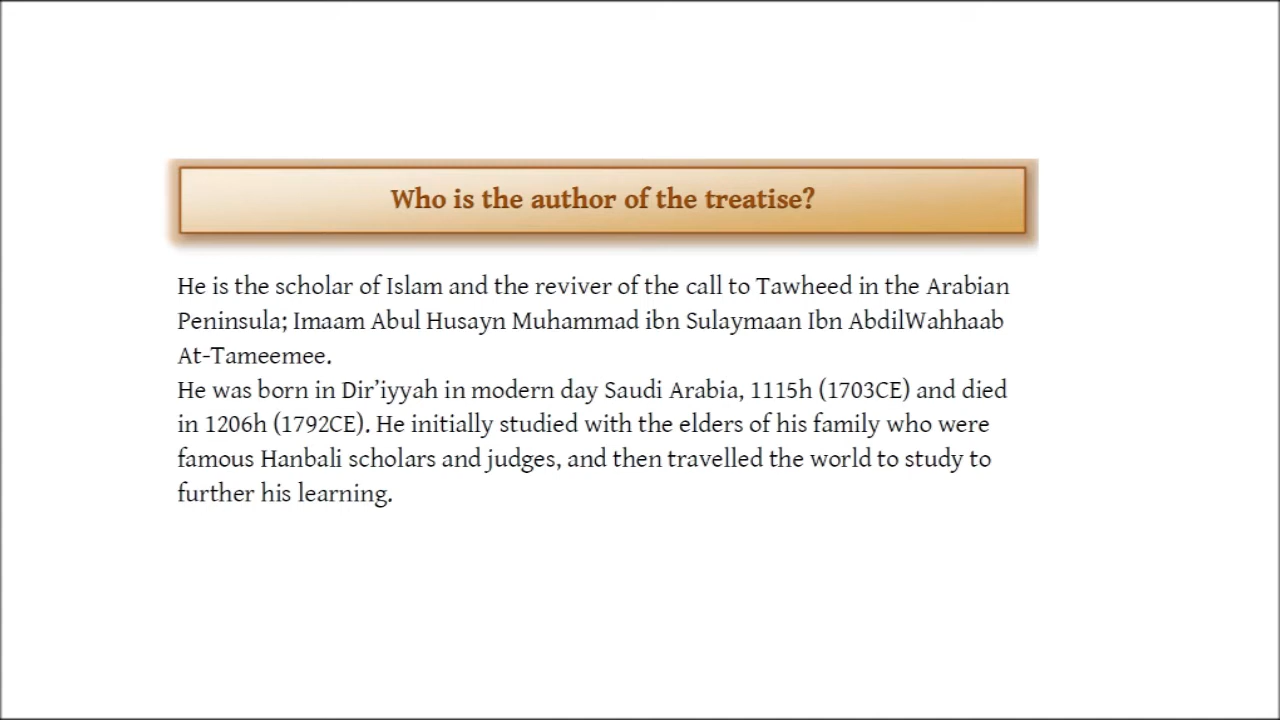 Who is the author of the treatise?
He is the scholar of Islam and the reviver of the call to Tawheed in the Arabian
Peninsula; Imaam Abul Husayn Muhammad ibn Sulaymaan Ibn AbdilWahhaab
At-Tameemee.
He was born in Dir’iyyah in modern day Saudi Arabia, 1115h (1703CE) and died
in 1206h (1792CE). He initially studied with the elders of his family who were
famous Hanbali scholars and judges, and then travelled the world to study to
further his learning.